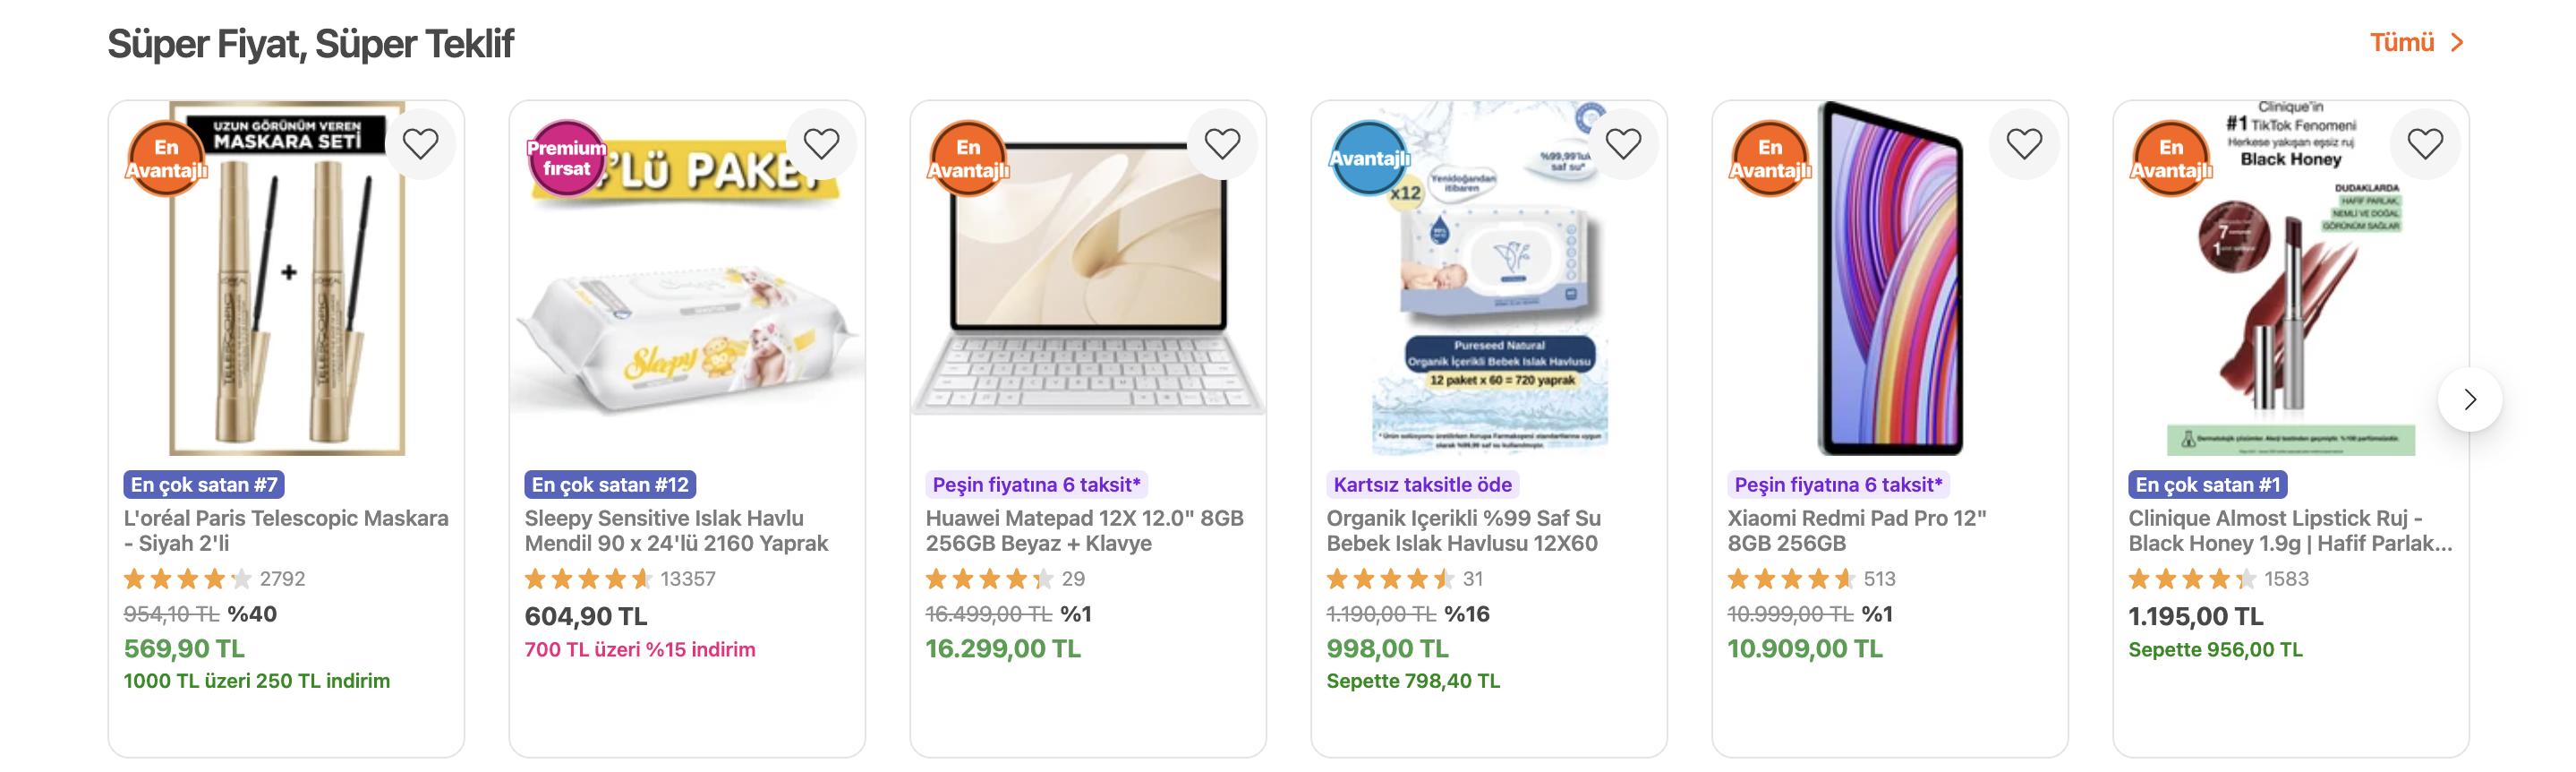 Süper Fiyat, Süper Teklif
Tümü
En
Avantajlı
UZUN GÖRÜNÜM VEREN
MASKARA SETİ
+
TELESCOPIC
TELESCOPIC
En çok satan #7
L'oréal Paris Telescopic Maskara
- Siyah 2'li
2792
954,10 TL %40
569,90 TL
1000 TL üzeri 250 TL indirim
Premium
fırsat
'LÜ PAKET
Sleepy
En çok satan #12
Sleepy Sensitive Islak Havlu
Mendil 90 x 24'lü 2160 Yaprak
13357
604,90 TL
700 TL üzeri %15 indirim
En
Avantajlı
Peşin fiyatına 6 taksit*
Huawei Matepad 12X 12.0" 8GB
256GB Beyaz + Klavye
29
16.499,00 TL %1
16.299,00 TL
Avantajlı
x12
Yenidoğandan
itibaren
%99,99'luk
saf su*
Pureseed Natural
Organik İçerikli Bebek Islak Havlusu
12 paket x 60 = 720 yaprak
Kartsız taksitle öde
Organik Içerikli %99 Saf Su
Bebek Islak Havlusu 12X60
31
1.190,00 TL %16
998,00 TL
Sepette 798,40 TL
En
Avantajlı
Peşin fiyatına 6 taksit*
Xiaomi Redmi Pad Pro 12"
8GB 256GB
513
10.999,00 TL %1
10.909,00 TL
En
Avantajlı
Clinique'in
#1 TikTok Fenomeni
Herkese yakışan eşsiz ruj
Black Honey
DUDAKLARDA
HAFİF PARLAK,
NEMLİ VE DOĞAL
GÖRÜNÜM SAĞLAR
7
1
En çok satan #1
Clinique Almost Lipstick Ruj -
Black Honey 1.9g | Hafif Parlak...
1583
1.195,00 TL
Sepette 956,00 TL